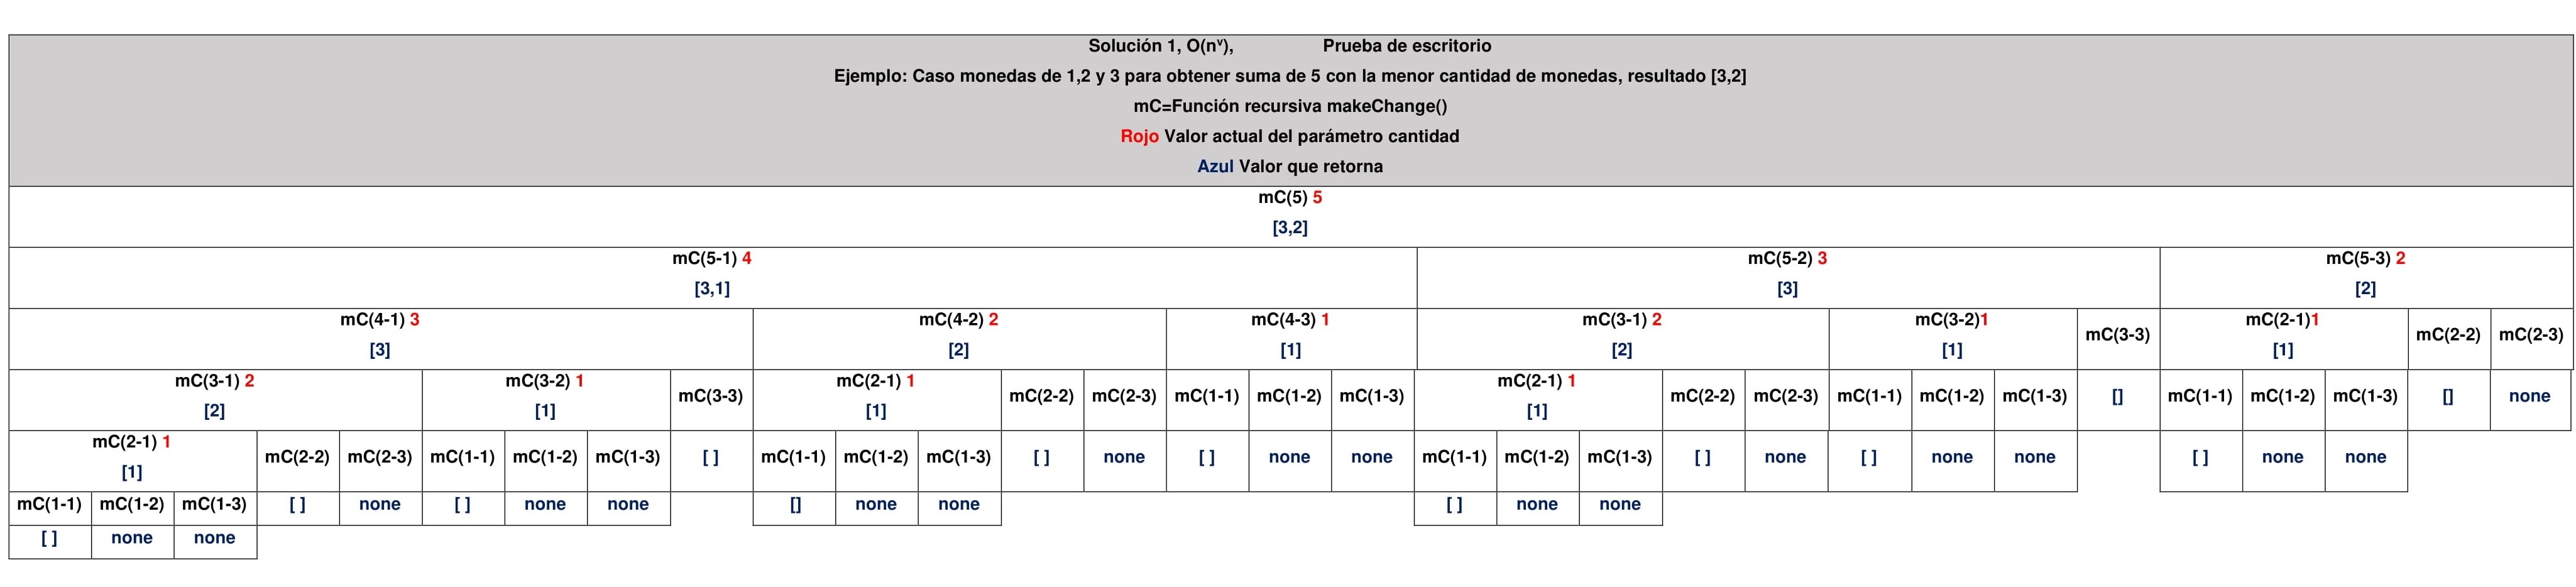 Solución 1, O(nᵛ), Prueba de escritorio
Ejemplo: Caso monedas de 1,2 y 3 para obtener suma de 5 con la menor cantidad de monedas, resultado [3,2]
mC=Función recursiva makeChange()
Rojo Valor actual del parámetro cantidad
Azul Valor que retorna
mC(5) 5
[3,2]
mC(5-1) 4 mC(5-2) 3 mC(5-3) 2
[3,1] [3] [2]
mC(4-1) 3 mC(4-2) 2 mC(4-3) 1 mC(3-1) 2 mC(3-2)1 mC(3-3) mC(2-1)1 mC(2-2) mC(2-3)
[3] [2] [1] [2] [1] [1]
mC(3-1) 2 mC(3-2) 1 mC(3-3) mC(2-1) 1 mC(2-2) mC(2-3) mC(1-1) mC(1-2) mC(1-3) mC(2-1) 1 mC(2-2) mC(2-3) mC(1-1) mC(1-2) mC(1-3) [] mC(1-1) mC(1-2) mC(1-3) [] none
[2] [1] [1] [1]
mC(2-1) 1 mC(2-2) mC(2-3) mC(1-1) mC(1-2) mC(1-3) [ ] mC(1-1) mC(1-2) mC(1-3) [ ] none [ ] none none mC(1-1) mC(1-2) mC(1-3) [ ] none [ ] none none [ ] none none
[1]
mC(1-1) mC(1-2) mC(1-3) [ ] none [ ] none none [] none none [ ] none none
[ ] none none